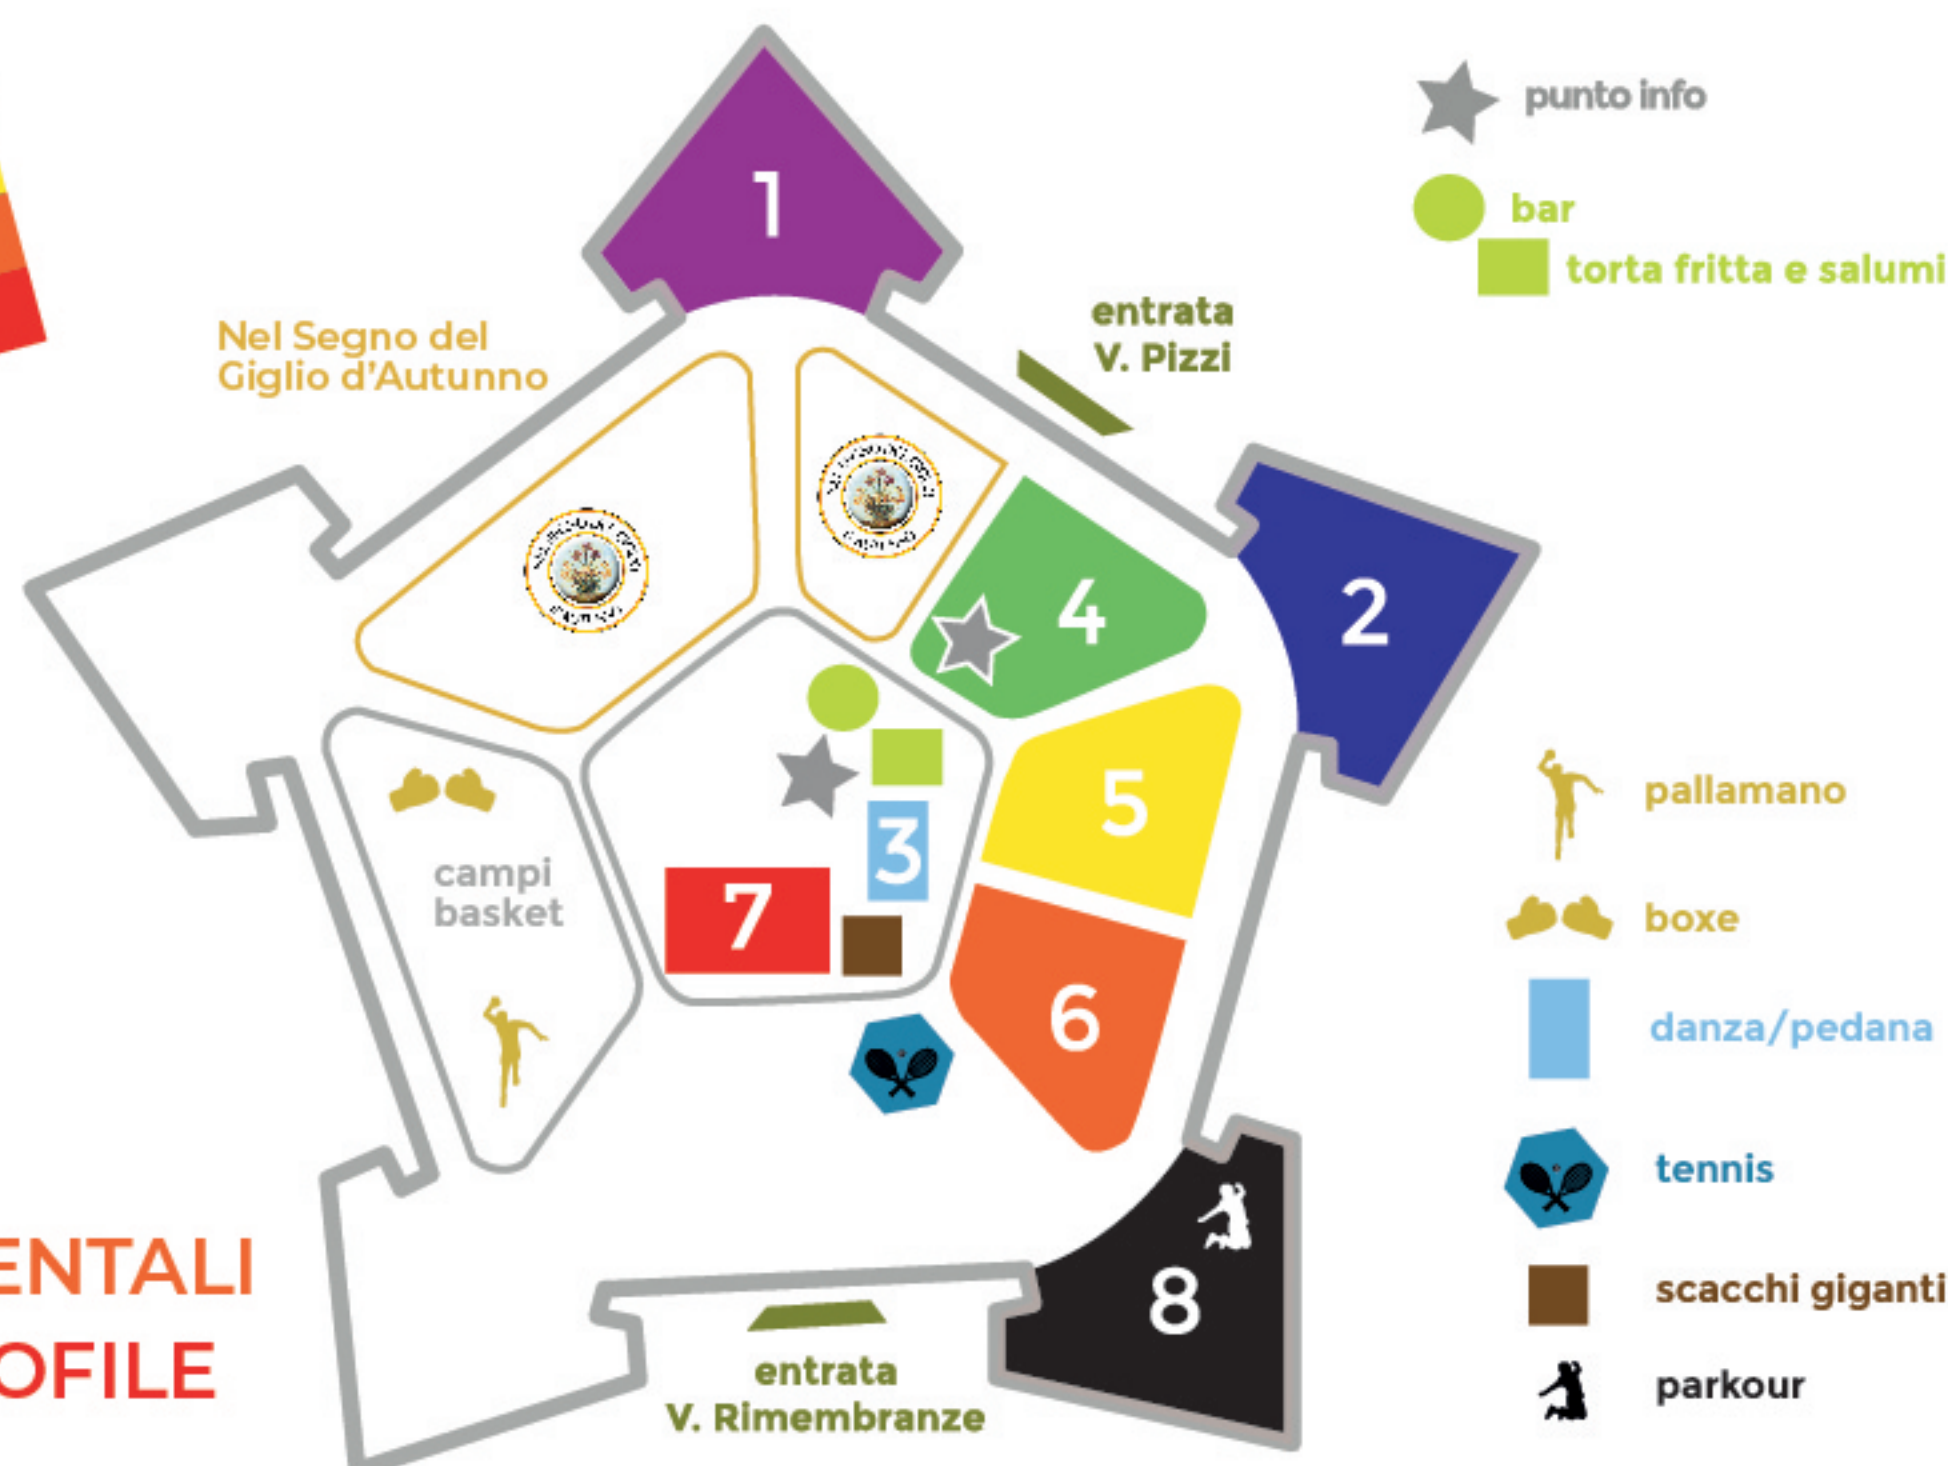 1
punto info
bar
torta fritta e salumi
entrata
V. Pizzi
Nel Segno del
Giglio d'Autunno
4
2
5
3
campi
basket
7
6
8
entrata
V. Rimembranze
pallamano
boxe
danza/pedana
tennis
scacchi giganti
parkour
ENTALI
OFILE